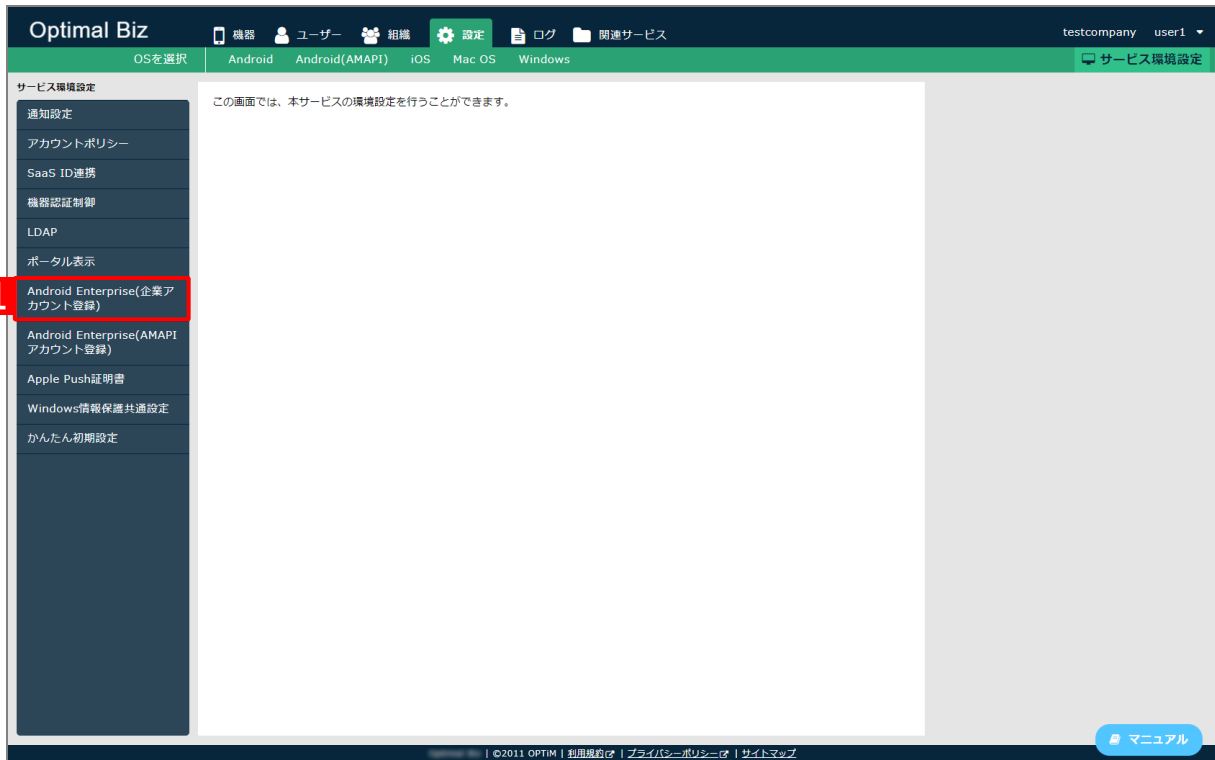 Optimal Biz
機器 ユーザー 組織 設定 ログ 関連サービス
testcompany user1
OSを選択 Android Android(AMAPI) iOS Mac OS Windows サービス環境設定
サービス環境設定
通知設定
アカウントポリシー
SaaS ID連携
機器認証制御
LDAP
ポータル表示
1
Android Enterprise(企業ア
カウント登録)
Android Enterprise(AMAPI
アカウント登録)
Apple Push証明書
Windows情報保護共通設定
かんたん初期設定
この画面では、本サービスの環境設定を行うことができます。
マニュアル
| ©2011 OPTiM | 利用規約 | プライバシーポリシー | サイトマップ